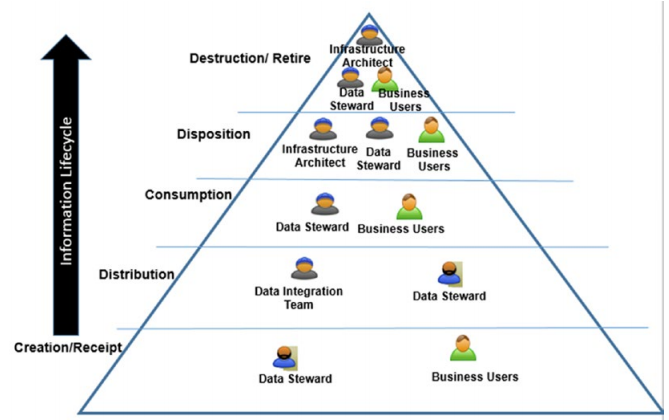 Information Lifecycle
Destruction/ Retire
Infrastructure
Architect
Data
Steward
Business
Users
Disposition
Infrastructure
Architect
Data
Steward
Business
Users
Consumption
Data Steward
Business Users
Distribution
Data Integration
Team
Data Steward
Creation/Receipt
Data Steward
Business Users